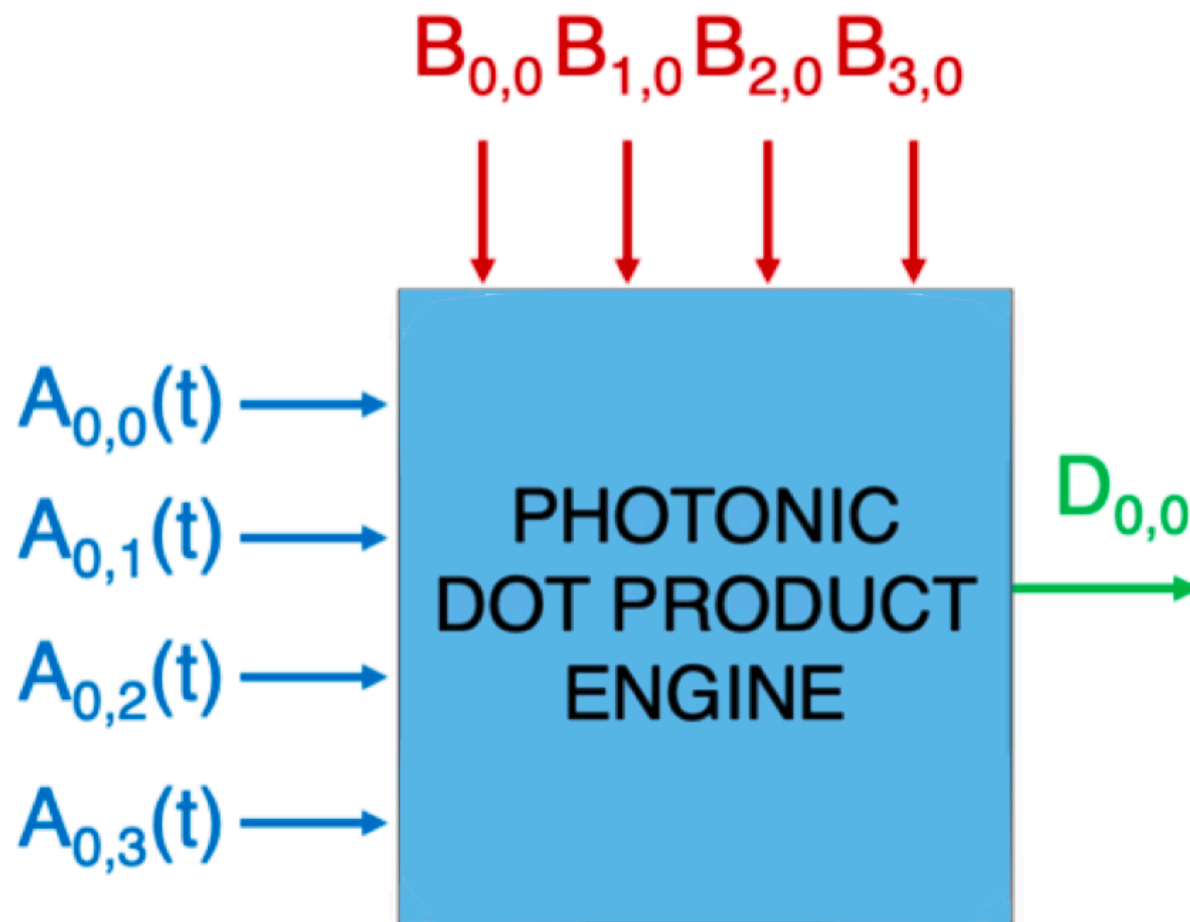 B0,0 B1,0 B2,0 B3,0
A0,0(t)
A0,1(t)
A0,2(t)
A0,3(t)
PHOTONIC
DOT PRODUCT
ENGINE
D0,0